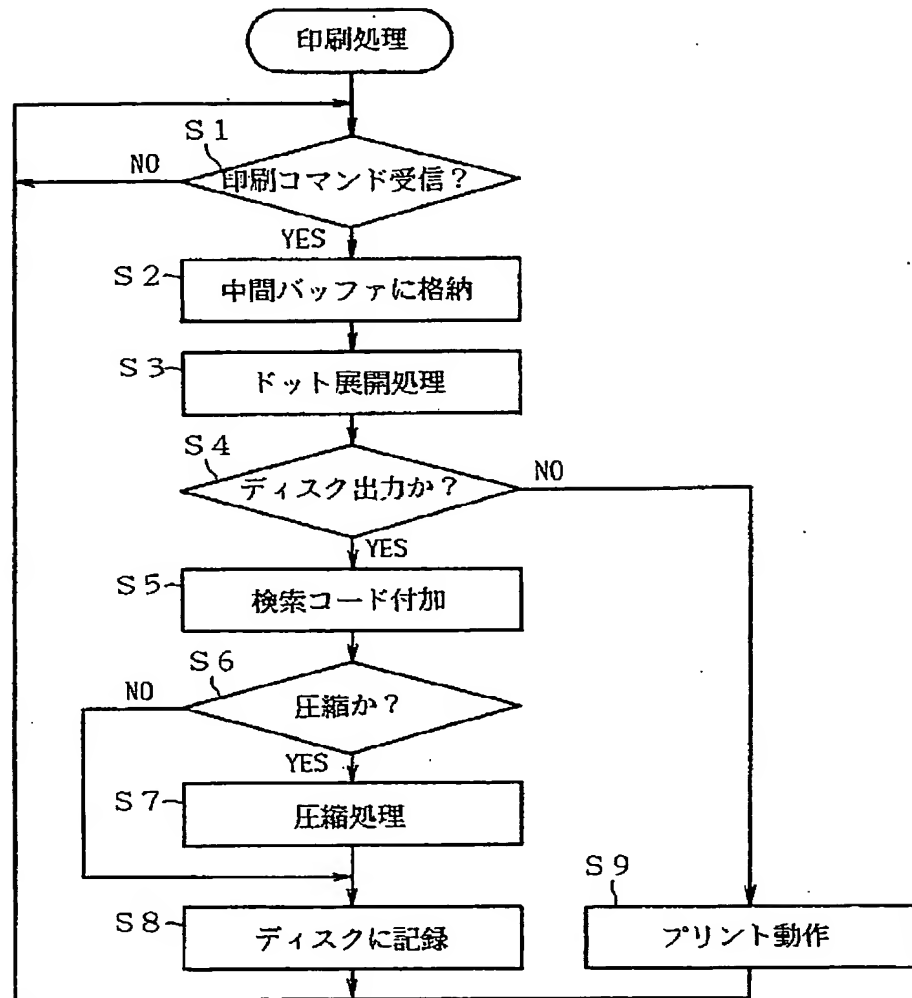 印刷処理
S1
NO
印刷コマンド受信?
YES
S2
中間バッファに格納
S3
ドット展開処理
S4
ディスク出力か?
NO
YES
S5
検索コード付加
S6
NO
圧縮か?
YES
S7
圧縮処理
S8
ディスクに記録
S9
プリント動作